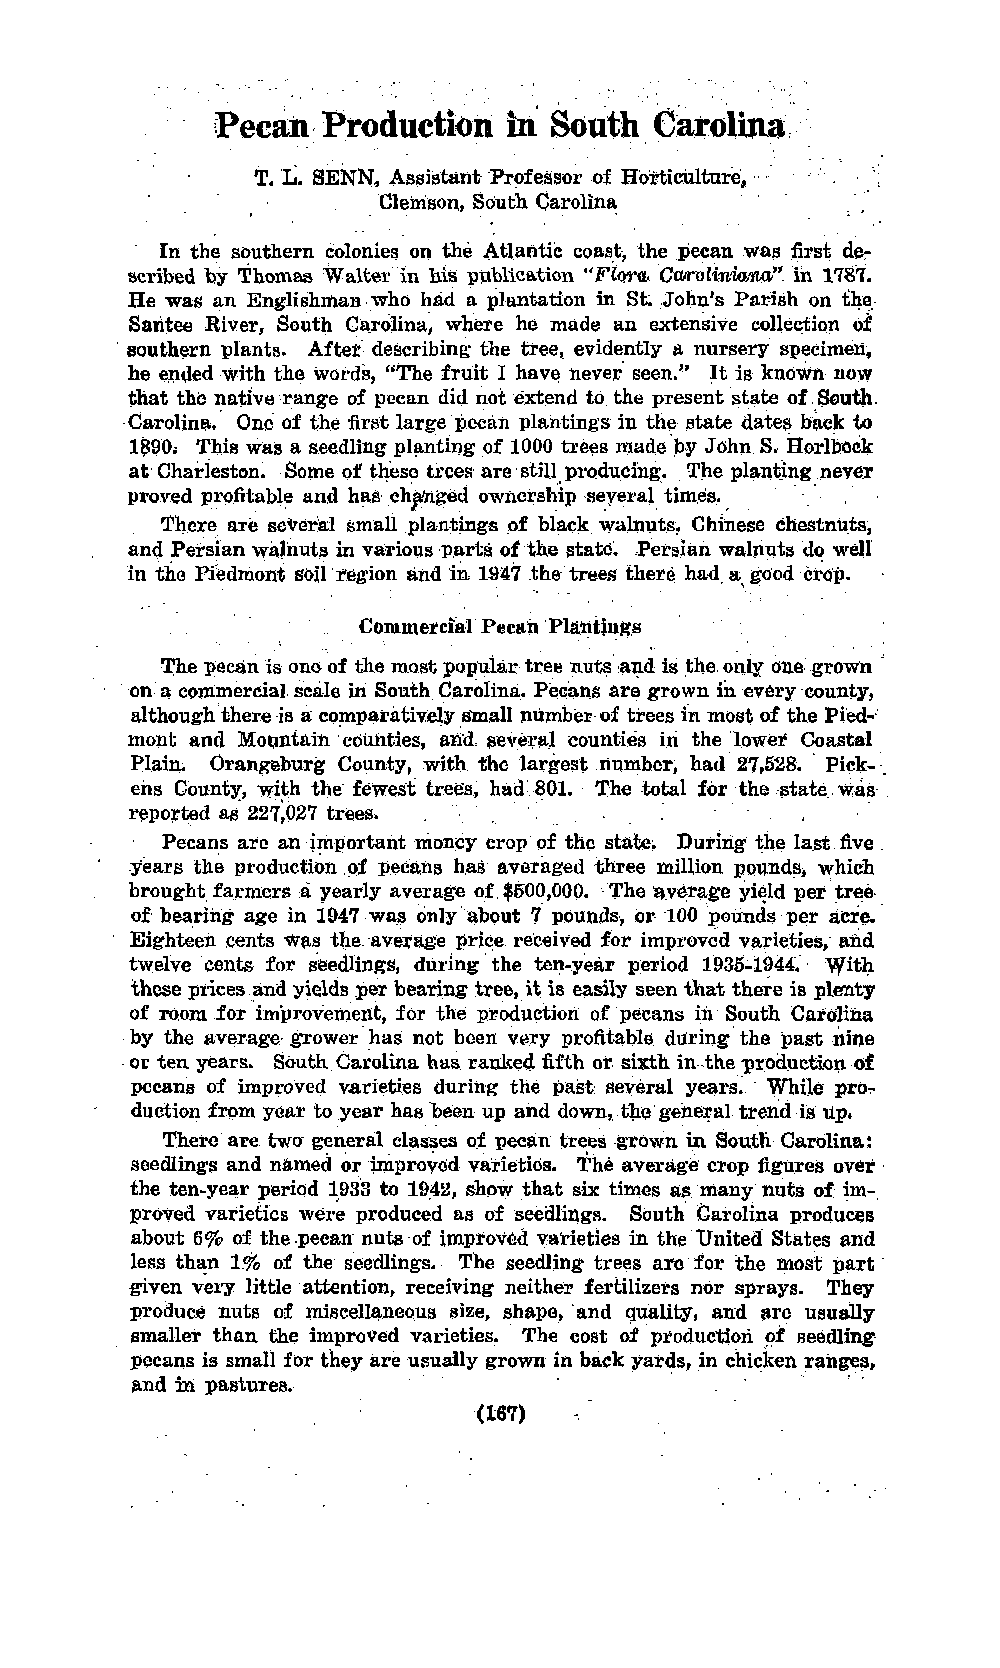 Pecan Production in South Carolina
T. L. SENN, Assistant Professor of Horticulture,
Clemson, South Carolina
In the southern colonies on the Atlantic coast, the pecan was first de-
scribed by Thomas Walter in his publication "Flora Caroliniana" in 1787.
He was an Englishman who had a plantation in St. John's Parish on the
Santee River, South Carolina, where he made an extensive collection of
southern plants. After describing the tree, evidently a nursery specimen,
he ended with the words, "The fruit I have never seen." It is known now
that the native range of pecan did not extend to the present state of South
Carolina. One of the first large pecan plantings in the state dates back to
1890. This was a seedling planting of 1000 trees made by John S. Horlbock
at Charleston. Some of these trees are still producing. The planting never
proved profitable and has changed ownership several times.
There are several small plantings of black walnuts, Chinese chestnuts,
and Persian walnuts in various parts of the state. Persian walnuts do well
in the Piedmont soil region and in 1947 the trees there had a good crop.
Commercial Pecan Plantings
The pecan is one of the most popular tree nuts and is the only one grown
on a commercial scale in South Carolina. Pecans are grown in every county,
although there is a comparatively small number of trees in most of the Pied-
mont and Mountain counties, and several counties in the lower Coastal
Plain. Orangeburg County, with the largest number, had 27,528. Pick-
ens County, with the fewest trees, had 801. The total for the state was
reported as 227,027 trees.
Pecans are an important money crop of the state. During the last five
years the production of pecans has averaged three million pounds, which
brought farmers a yearly average of $500,000. The average yield per tree
of bearing age in 1947 was only about 7 pounds, or 100 pounds per acre.
Eighteen cents was the average price received for improved varieties, and
twelve cents for seedlings, during the ten-year period 1935-1944. With
these prices and yields per bearing tree, it is easily seen that there is plenty
of room for improvement, for the production of pecans in South Carolina
by the average grower has not been very profitable during the past nine
or ten years. South Carolina has ranked fifth or sixth in the production of
pecans of improved varieties during the past several years. While pro-
duction from year to year has been up and down, the general trend is up.
There are two general classes of pecan trees grown in South Carolina:
seedlings and named or improved varieties. The average crop figures over
the ten-year period 1933 to 1942, show that six times as many nuts of im-
proved varieties were produced as of seedlings. South Carolina produces
about 6% of the pecan nuts of improved varieties in the United States and
less than 1% of the seedlings. The seedling trees are for the most part
given very little attention, receiving neither fertilizers nor sprays. They
produce nuts of miscellaneous size, shape, and quality, and are usually
smaller than the improved varieties. The cost of production of seedling
pecans is small for they are usually grown in back yards, in chicken ranges,
and in pastures.
(167)